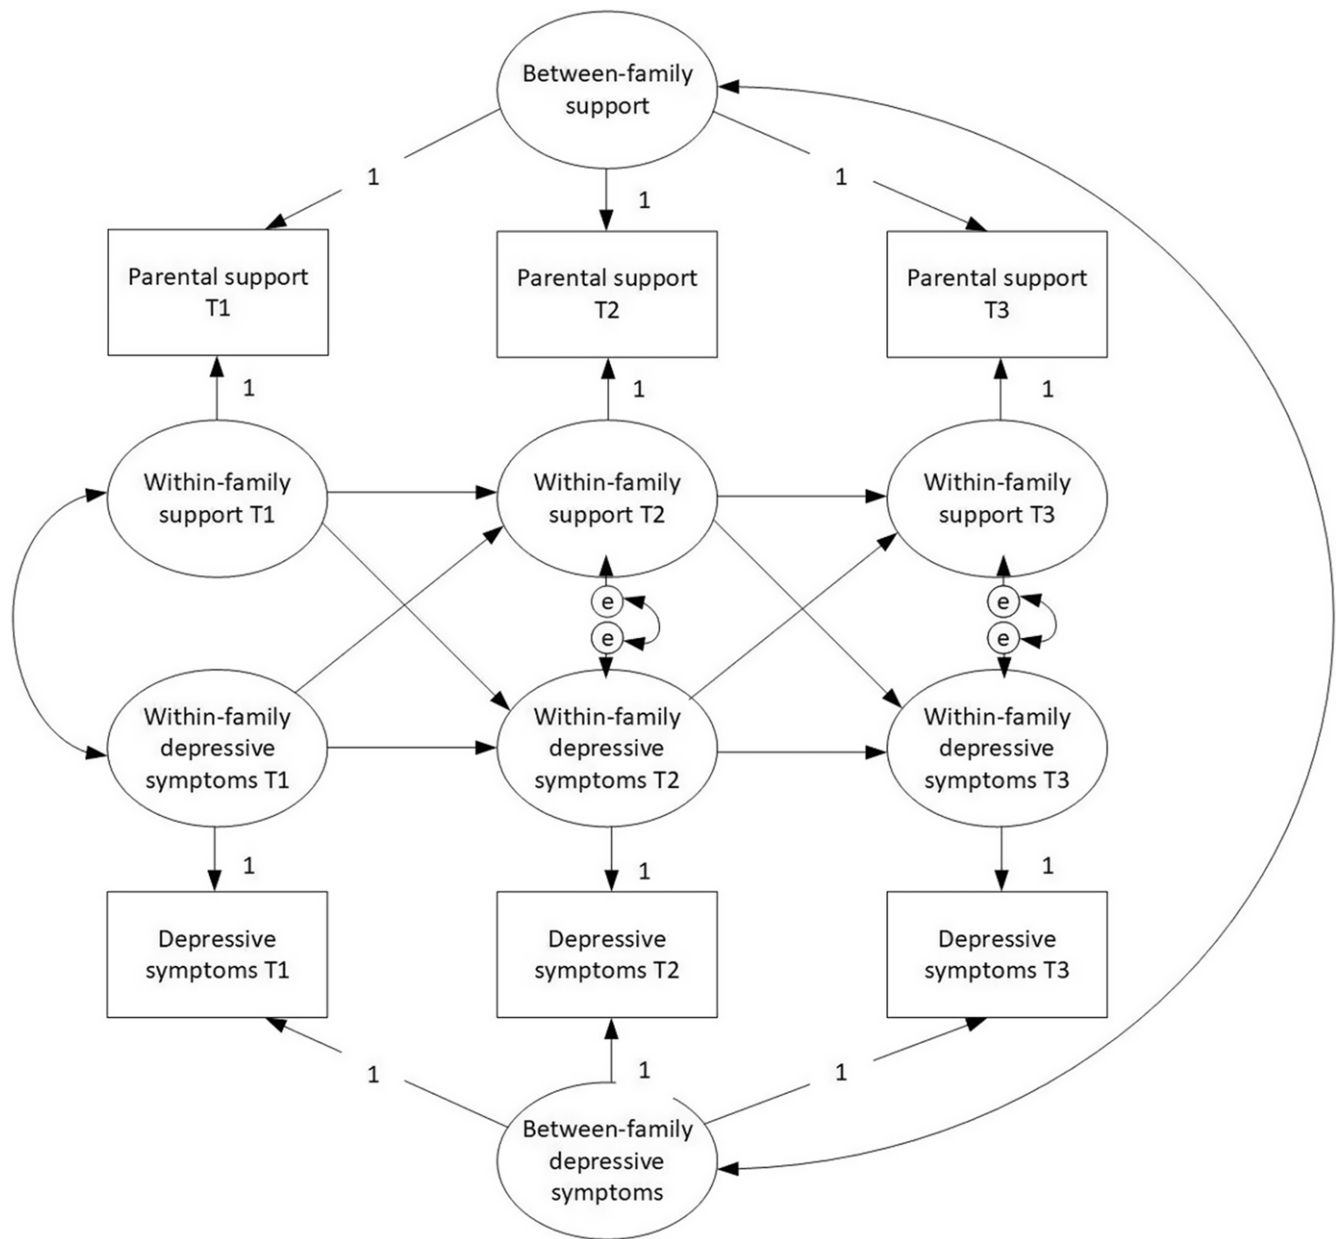 Between-family
support
1
1
1
Parental support
T1
Parental support
T2
Parental support
T3
1
1
1
Within-family
support T1
Within-family
support T2
Within-family
support T3
e
e
e
e
Within-family
depressive
symptoms T1
Within-family
depressive
symptoms T2
Within-family
depressive
symptoms T3
1
1
1
Depressive
symptoms T1
Depressive
symptoms T2
Depressive
symptoms T3
1
1
1
Between-family
depressive
symptoms